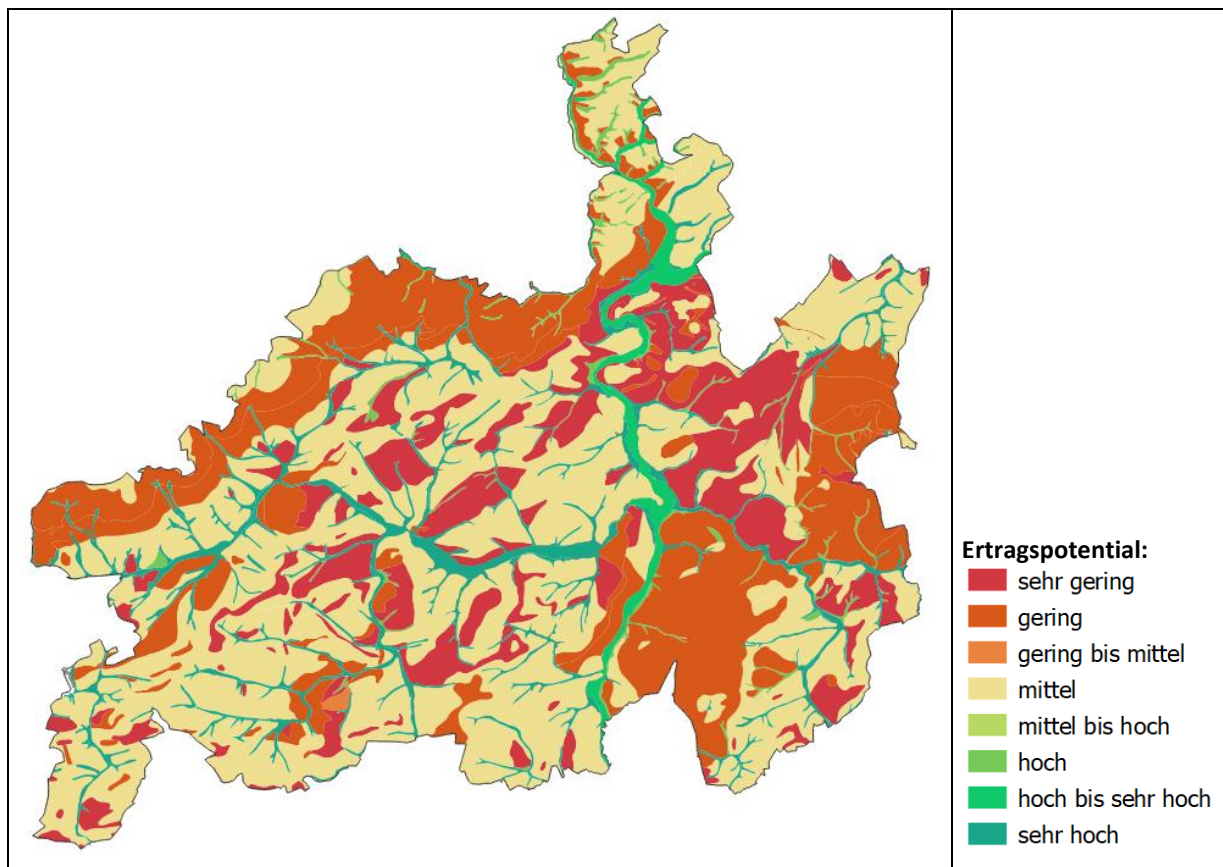 Ertragspotential:
sehr gering
gering
gering bis mittel
mittel
mittel bis hoch
hoch
hoch bis sehr hoch
sehr hoch